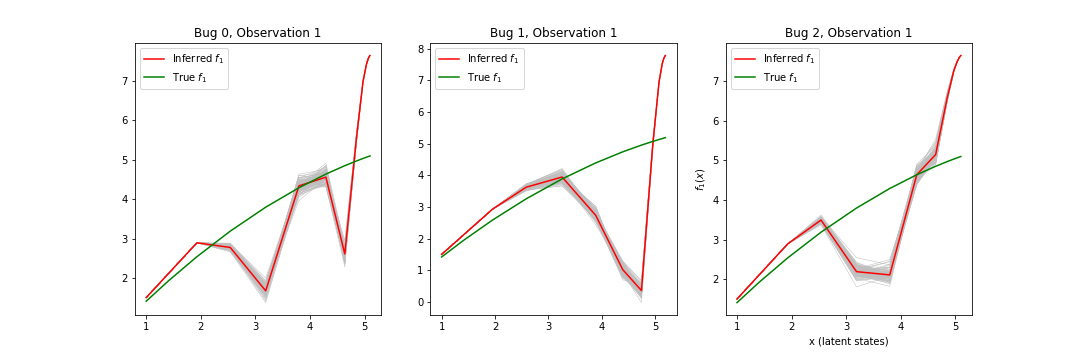 Bug 0, Observation 1
Inferred f₁
True f₁
7
6
5
4
3
2
1 2 3 4 5
Bug 1, Observation 1
Inferred f₁
True f₁
8
7
6
5
4
3
2
1
0
1 2 3 4 5
Bug 2, Observation 1
Inferred f₁
True f₁
f₁(x)
7
6
5
4
3
2
1 2 3 4 5
x (latent states)